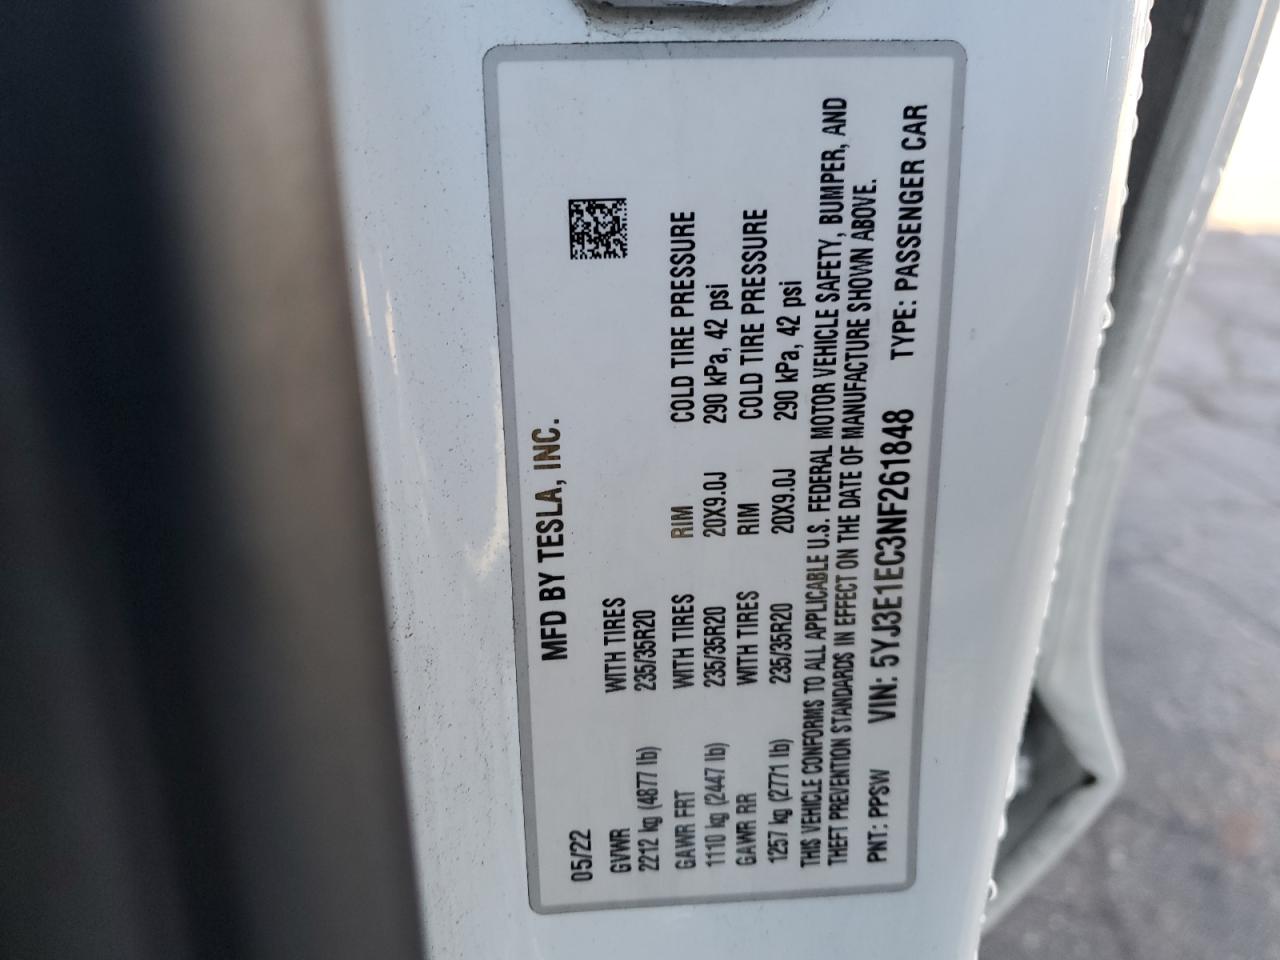 MFD BY TESLA, INC.
05/22
GVWR WITH TIRES
2212 kg (4877 lb) 235/35R20
GAWR FRT WITH TIRES RIM COLD TIRE PRESSURE
1110 kg (2447 lb) 235/35R20 20X9.0J 290 kPa, 42 psi
GAWR RR WITH TIRES RIM COLD TIRE PRESSURE
1257 kg (2771 lb) 235/35R20 20X9.0J 290 kPa, 42 psi
THIS VEHICLE CONFORMS TO ALL APPLICABLE U.S. FEDERAL MOTOR VEHICLE SAFETY, BUMPER, AND
THEFT PREVENTION STANDARDS IN EFFECT ON THE DATE OF MANUFACTURE SHOWN ABOVE.
PNT: PPSW VIN: 5YJ3E1EC3NF261848 TYPE: PASSENGER CAR